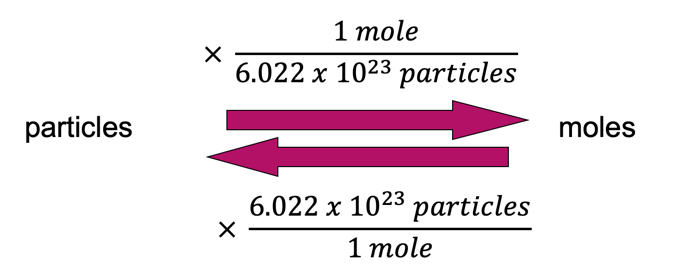 × 1 mole / 6.022 x 10²³ particles
particles
moles
× 6.022 x 10²³ particles / 1 mole